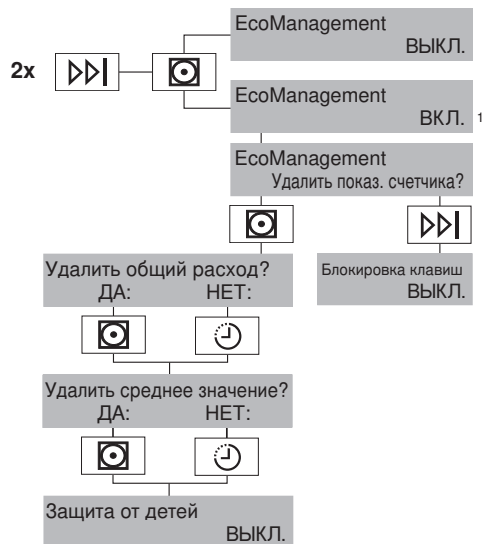 EcoManagement
ВЫКЛ.
2x
EcoManagement
ВКЛ. 1
EcoManagement
Удалить показ. счетчика?
Удалить общий расход?
ДА: НЕТ:
Блокировка клавиш
ВЫКЛ.
Удалить среднее значение?
ДА: НЕТ:
Защита от детей
ВЫКЛ.